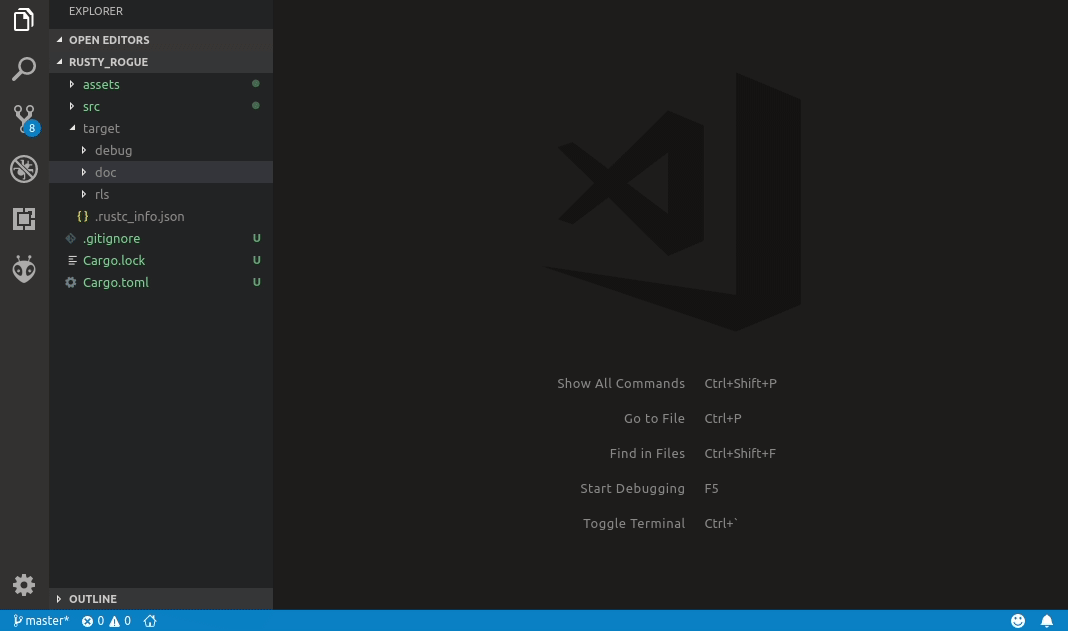 EXPLORER
OPEN EDITORS
RUSTY_ROGUE
assets
src
8
target
debug
doc
rls
{} .rustc_info.json
.gitignore U
Cargo.lock U
Cargo.toml U
Show All Commands Ctrl+Shift+P
Go to File Ctrl+P
Find in Files Ctrl+Shift+F
Start Debugging F5
Toggle Terminal Ctrl+`
OUTLINE
master* 0 0